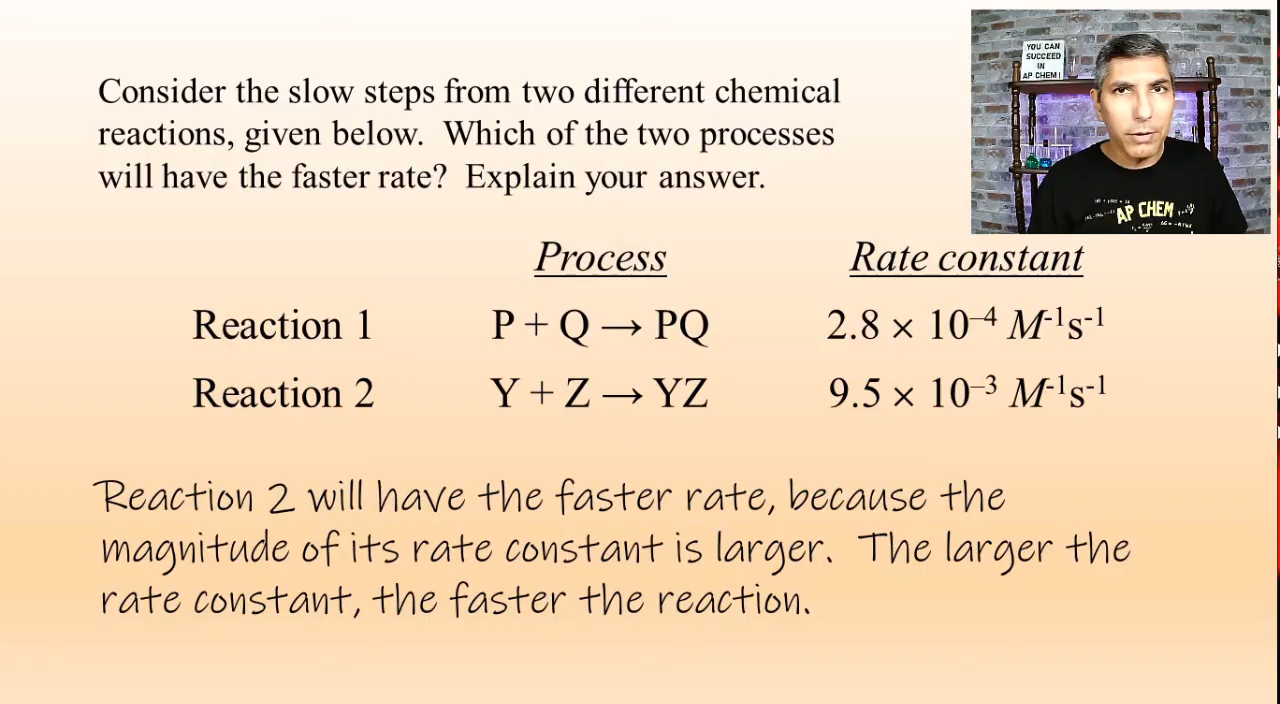 Consider the slow steps from two different chemical
reactions, given below. Which of the two processes
will have the faster rate? Explain your answer.
YOU CAN
SUCCEED
IN
AP CHEM!
AP CHEM
Process Rate constant
Reaction 1 P + Q → PQ 2.8 × 10⁻⁴ M⁻¹s⁻¹
Reaction 2 Y + Z → YZ 9.5 × 10⁻³ M⁻¹s⁻¹
Reaction 2 will have the faster rate, because the
magnitude of its rate constant is larger. The larger the
rate constant, the faster the reaction.